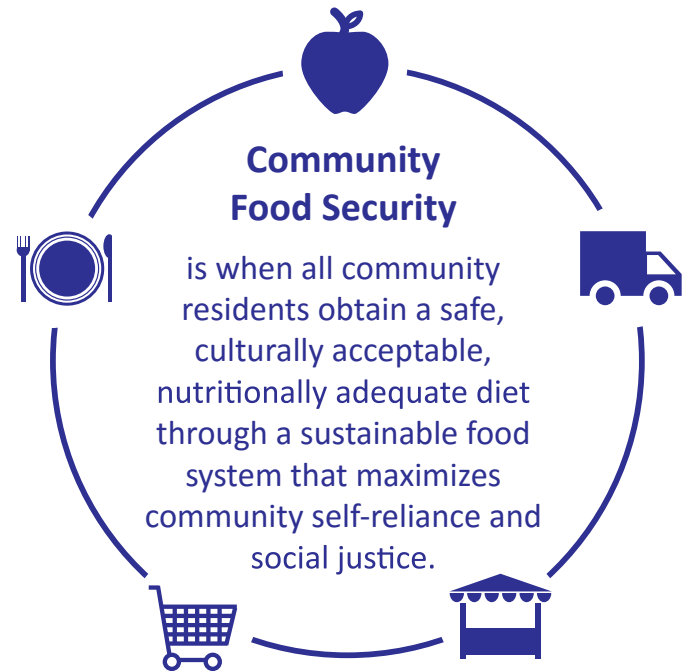 Community
Food Security
is when all community
residents obtain a safe,
culturally acceptable,
nutritionally adequate diet
through a sustainable food
system that maximizes
community self-reliance and
social justice.